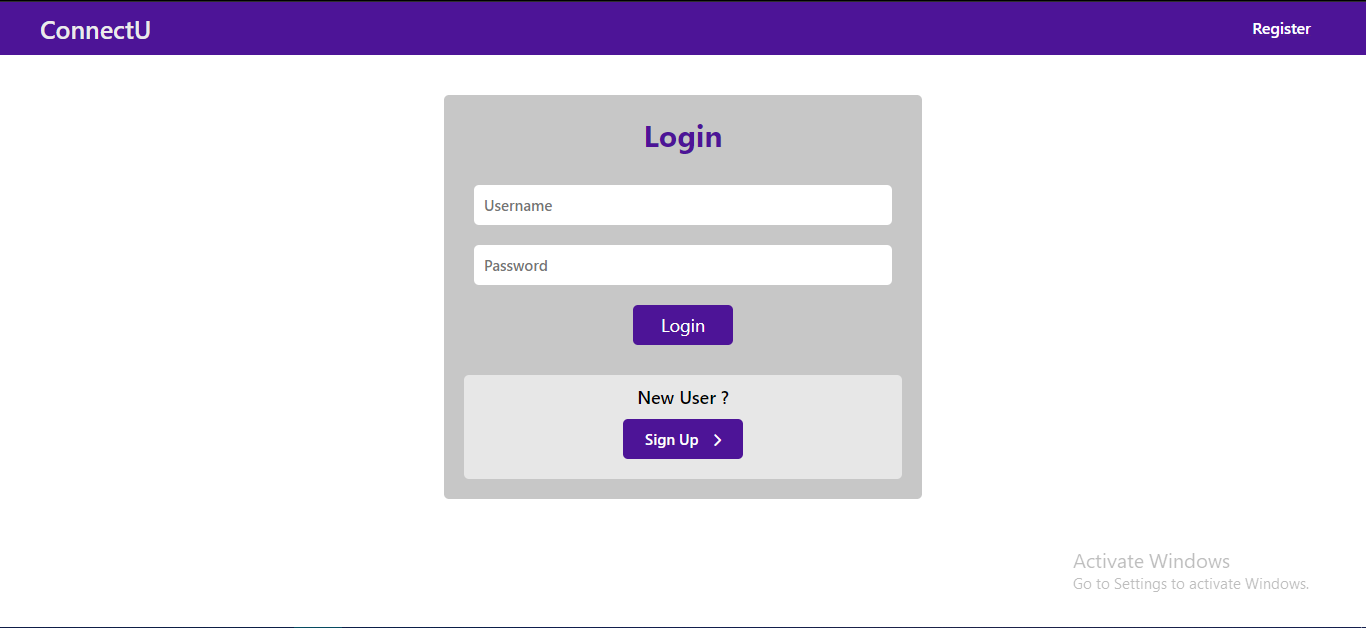 ConnectU
Register
Login
Username
Password
Login
New User ?
Sign Up
Activate Windows
Go to Settings to activate Windows.